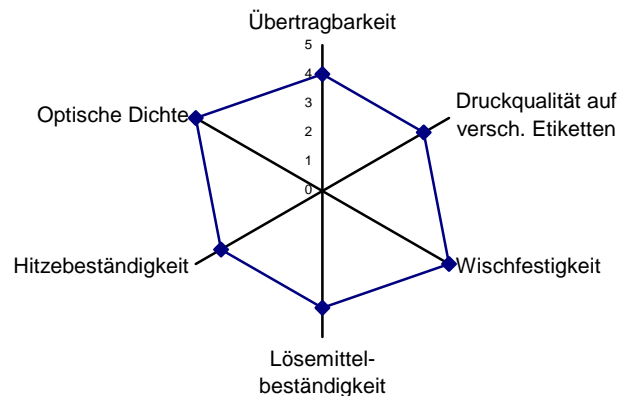 Übertragbarkeit
5
4
3
2
1
0
Druckqualität auf
versch. Etiketten
Wischfestigkeit
Lösemittel-
beständigkeit
Hitzebeständigkeit
Optische Dichte